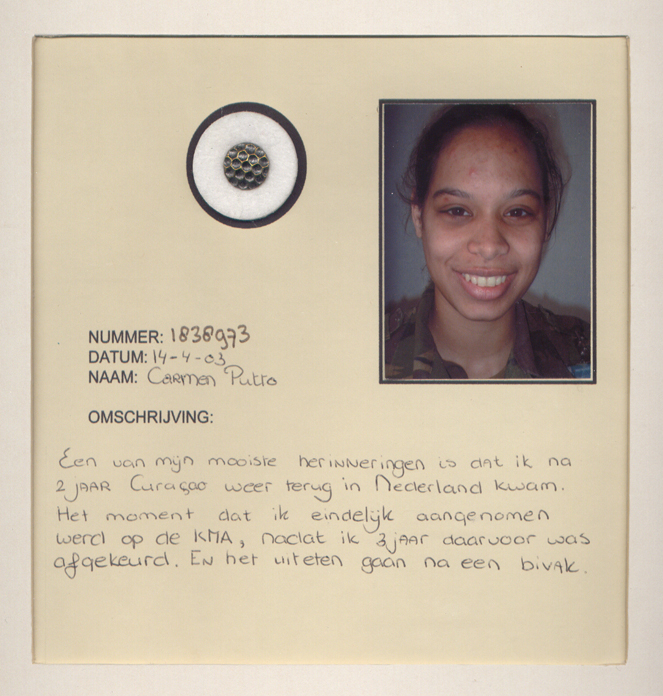 NUMMER: 1838973
DATUM: 14-4-03
NAAM: Carmen Putto
OMSCHRIJVING:
Een van mijn mooiste herinneringen is dat ik na
2 jaar Curaçao weer terug in Nederland kwam.
Het moment dat ik eindelijk aangenomen
werd op de KMA, nadat ik 3 jaar daarvoor was
afgekeurd. En het uiteten gaan na een bivak.